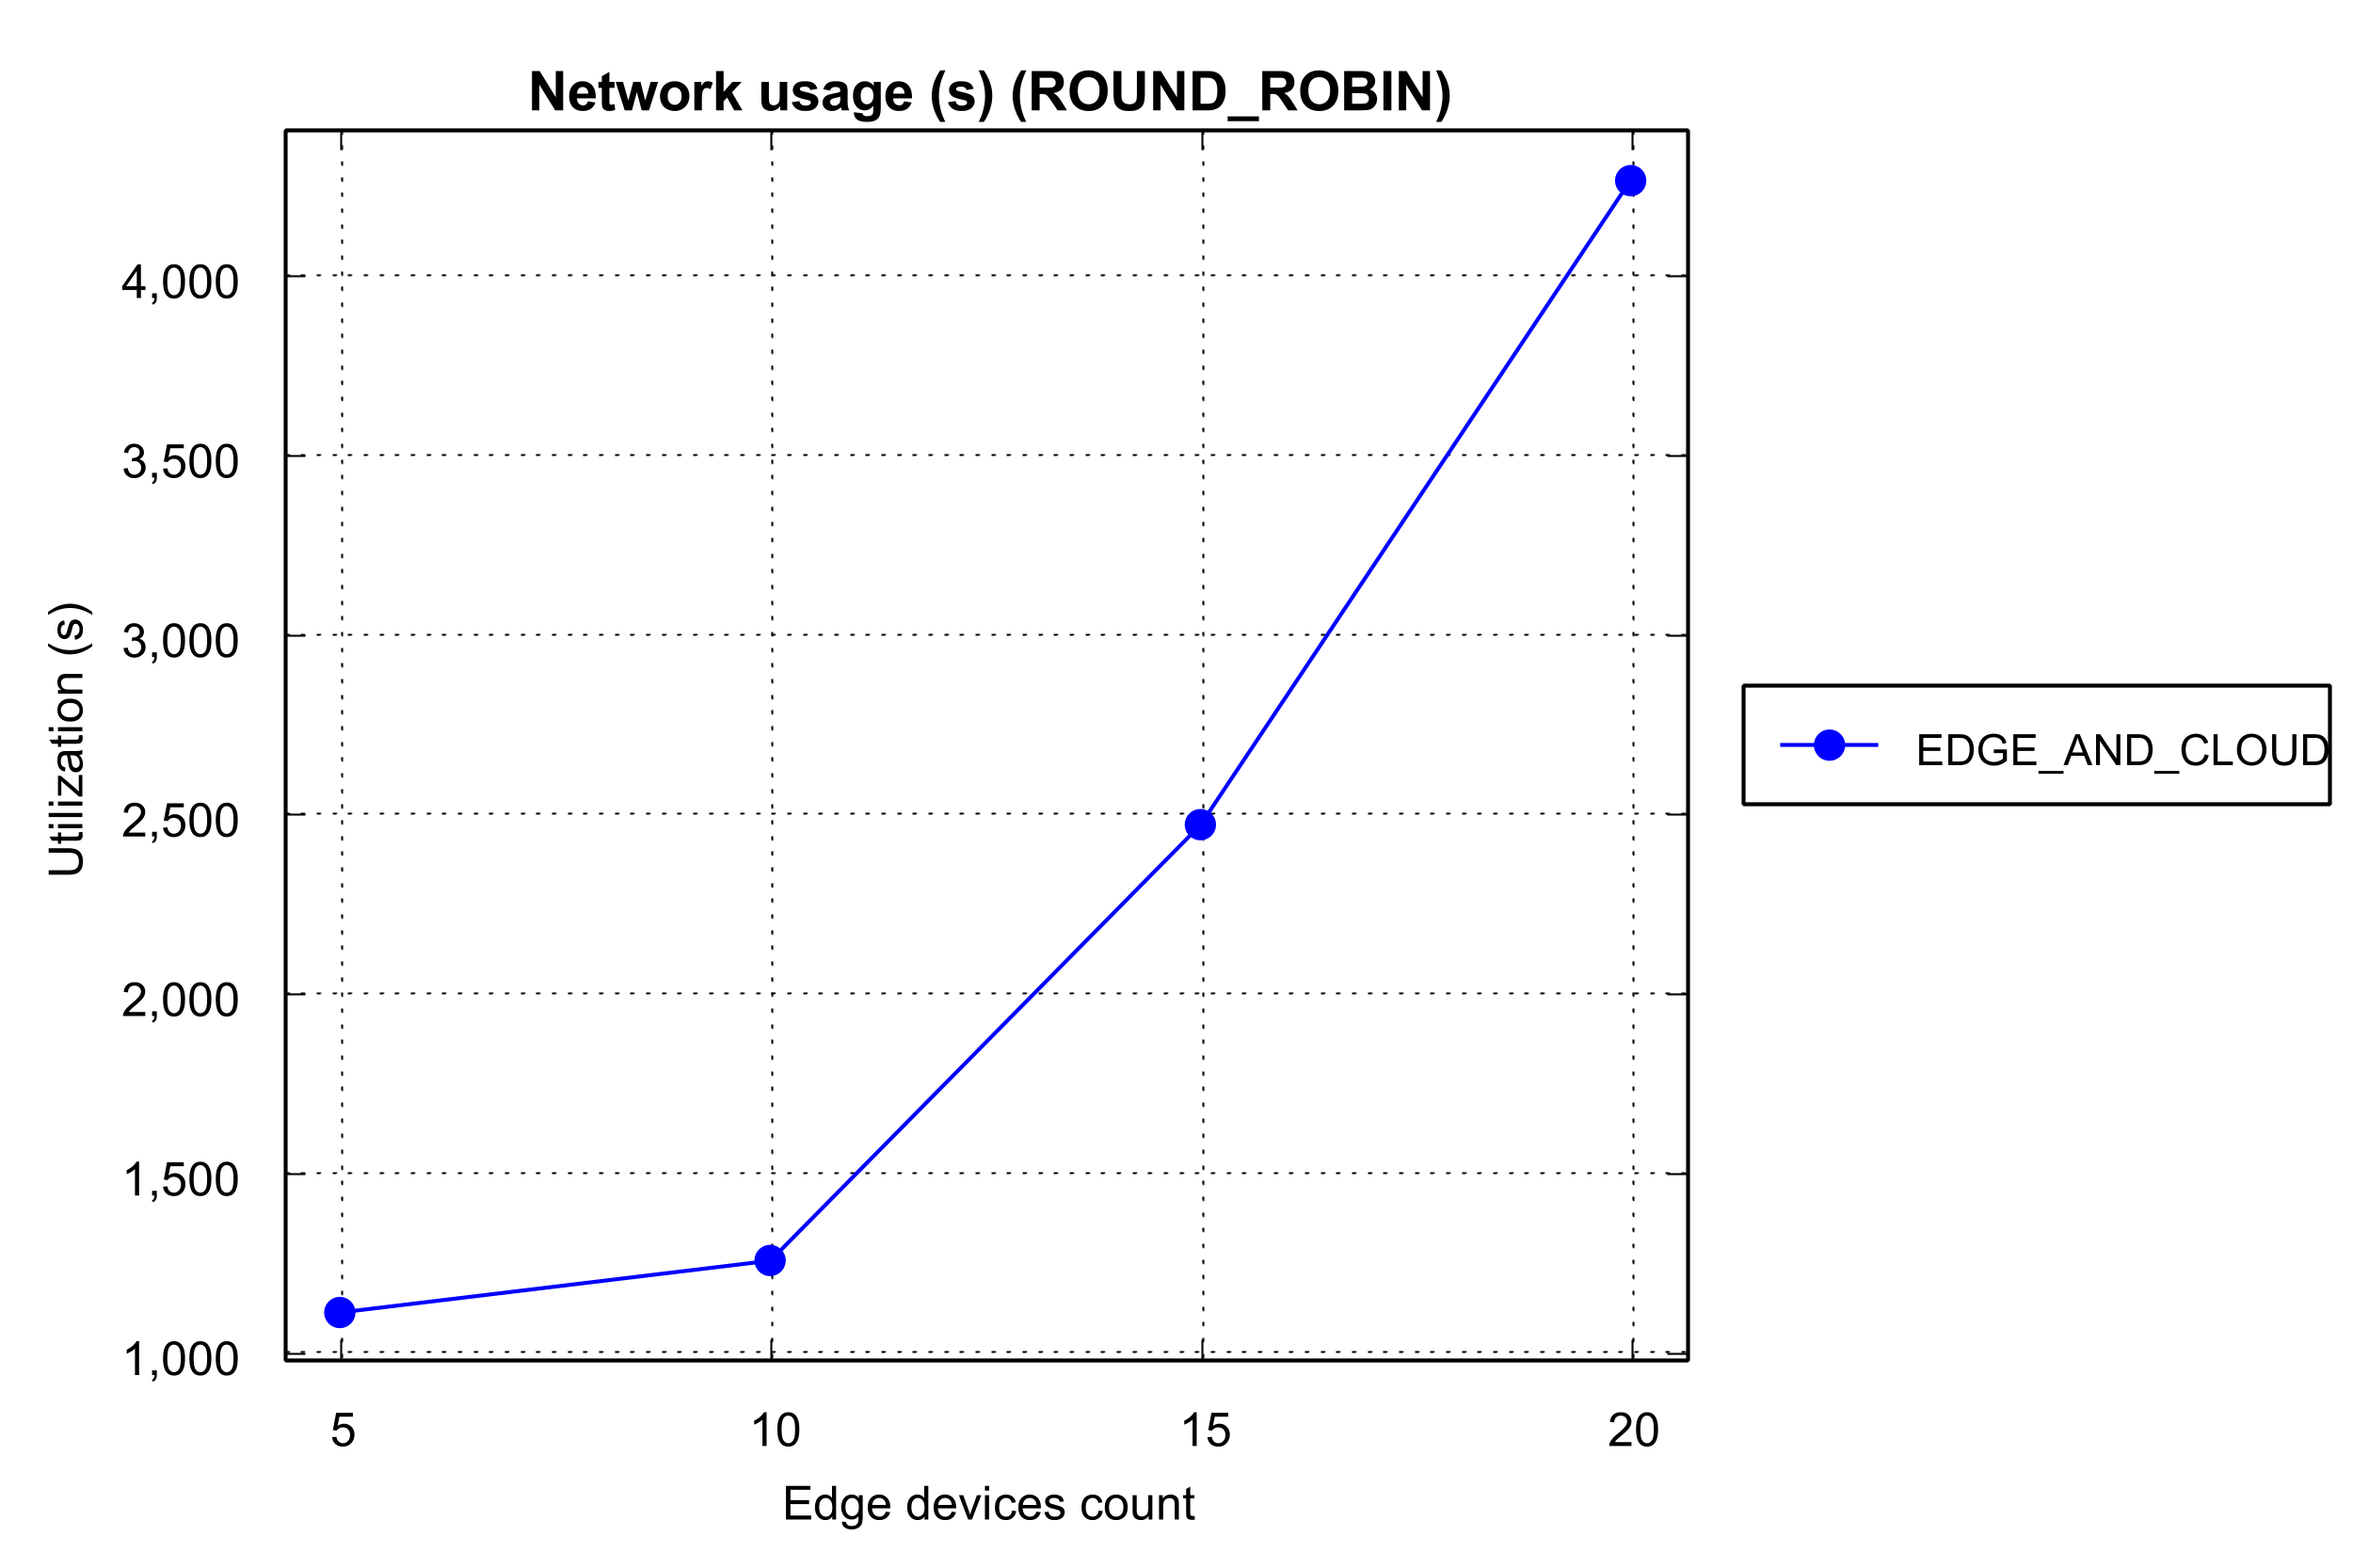 Network usage (s) (ROUND_ROBIN)
4,000
3,500
3,000
2,500
2,000
1,500
1,000
Utilization (s)
5 10 15 20
Edge devices count
EDGE_AND_CLOUD